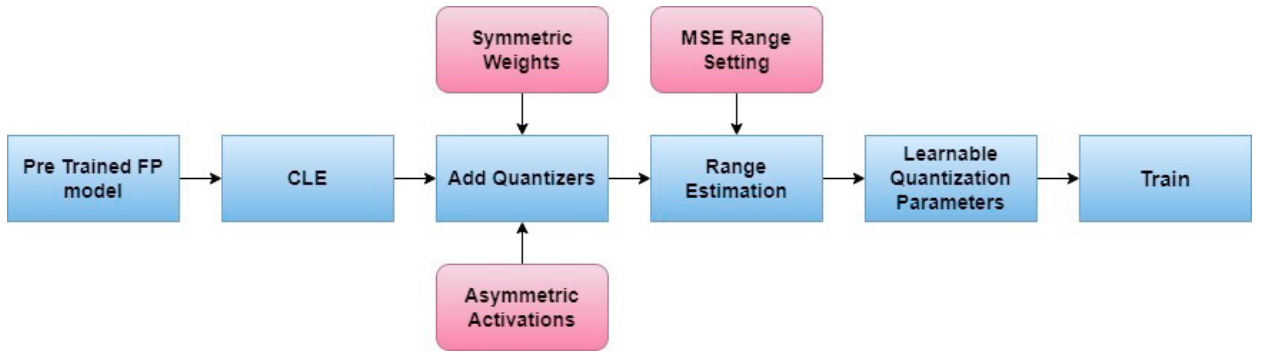 Symmetric
Weights
MSE Range
Setting
Pre Trained FP
model
CLE
Add Quantizers
Range
Estimation
Learnable
Quantization
Parameters
Train
Asymmetric
Activations